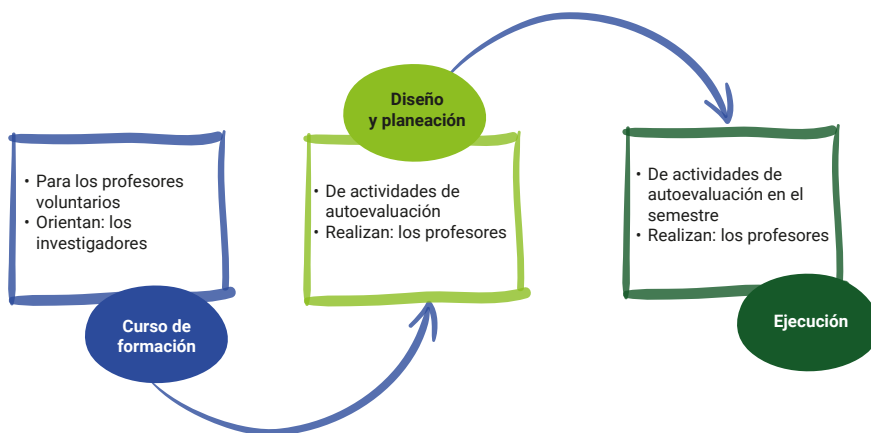 • Para los profesores
voluntarios
• Orientan: los
investigadores
Curso de
formación
Diseño
y planeación
• De actividades de
autoevaluación
• Realizan: los profesores
• De actividades de
autoevaluación en el
semestre
• Realizan: los profesores
Ejecución